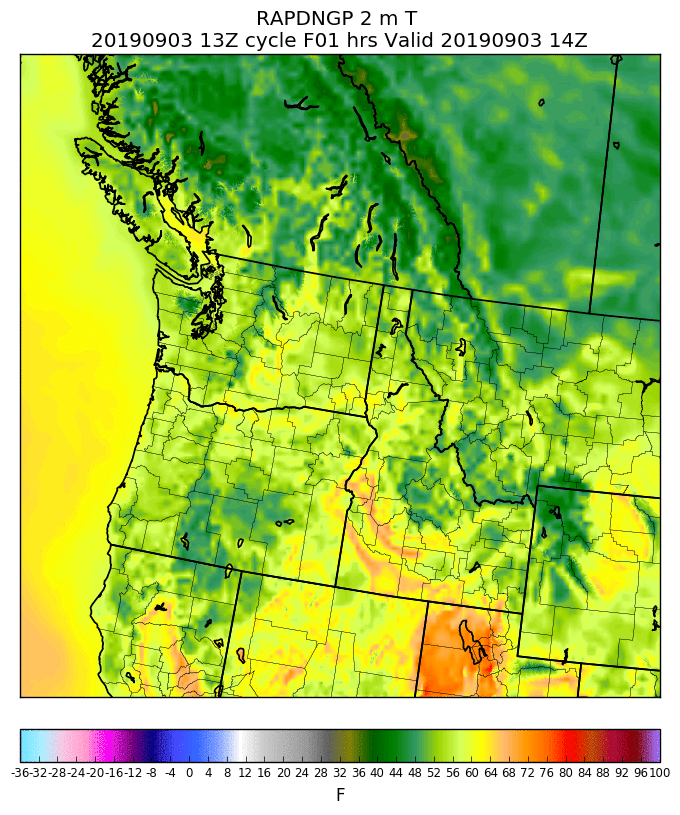 RAPDNGP 2 m T
20190903 13Z cycle F01 hrs Valid 20190903 14Z
-36-32-28-24-20-16-12 -8 -4 0 4 8 12 16 20 24 28 32 36 40 44 48 52 56 60 64 68 72 76 80 84 88 92 96 100
F